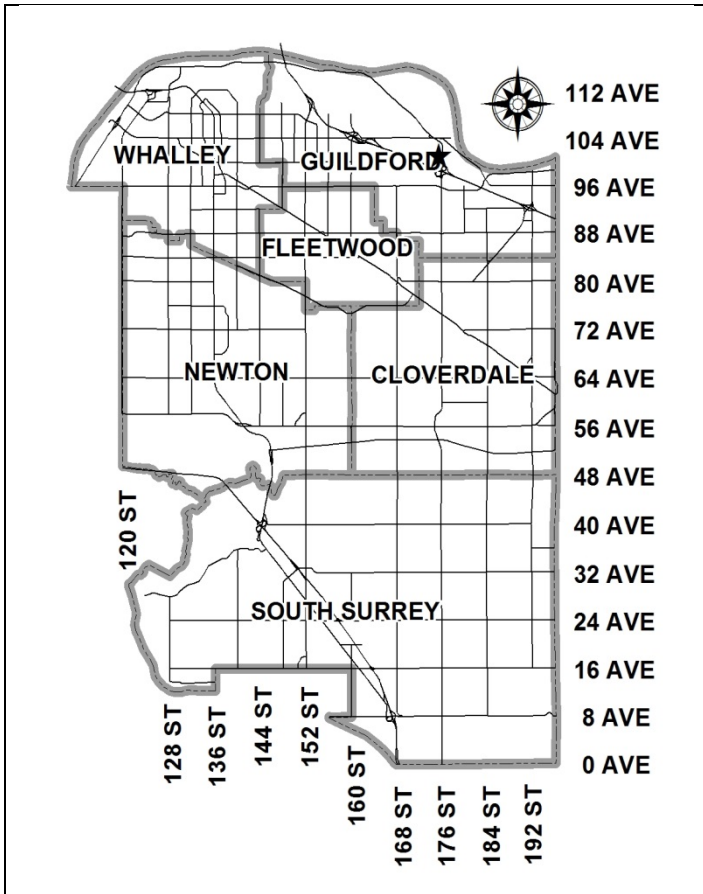 112 AVE
104 AVE
WHALLEY
GUILDFORD
96 AVE
88 AVE
FLEETWOOD
80 AVE
72 AVE
NEWTON
CLOVERDALE
64 AVE
56 AVE
48 AVE
120 ST
40 AVE
32 AVE
SOUTH SURREY
24 AVE
16 AVE
8 AVE
0 AVE
128 ST
136 ST
144 ST
152 ST
160 ST
168 ST
176 ST
184 ST
192 ST